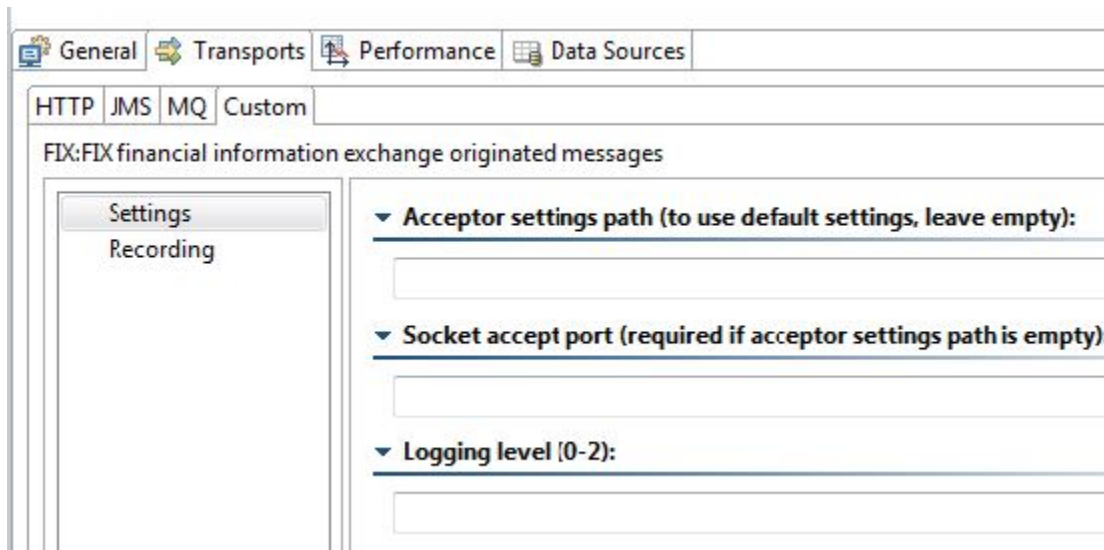 General Transports Performance Data Sources
HTTP JMS MQ Custom
FIX:FIX financial information exchange originated messages
Settings
Recording
Acceptor settings path (to use default settings, leave empty):
Socket accept port (required if acceptor settings path is empty)
Logging level (0-2):